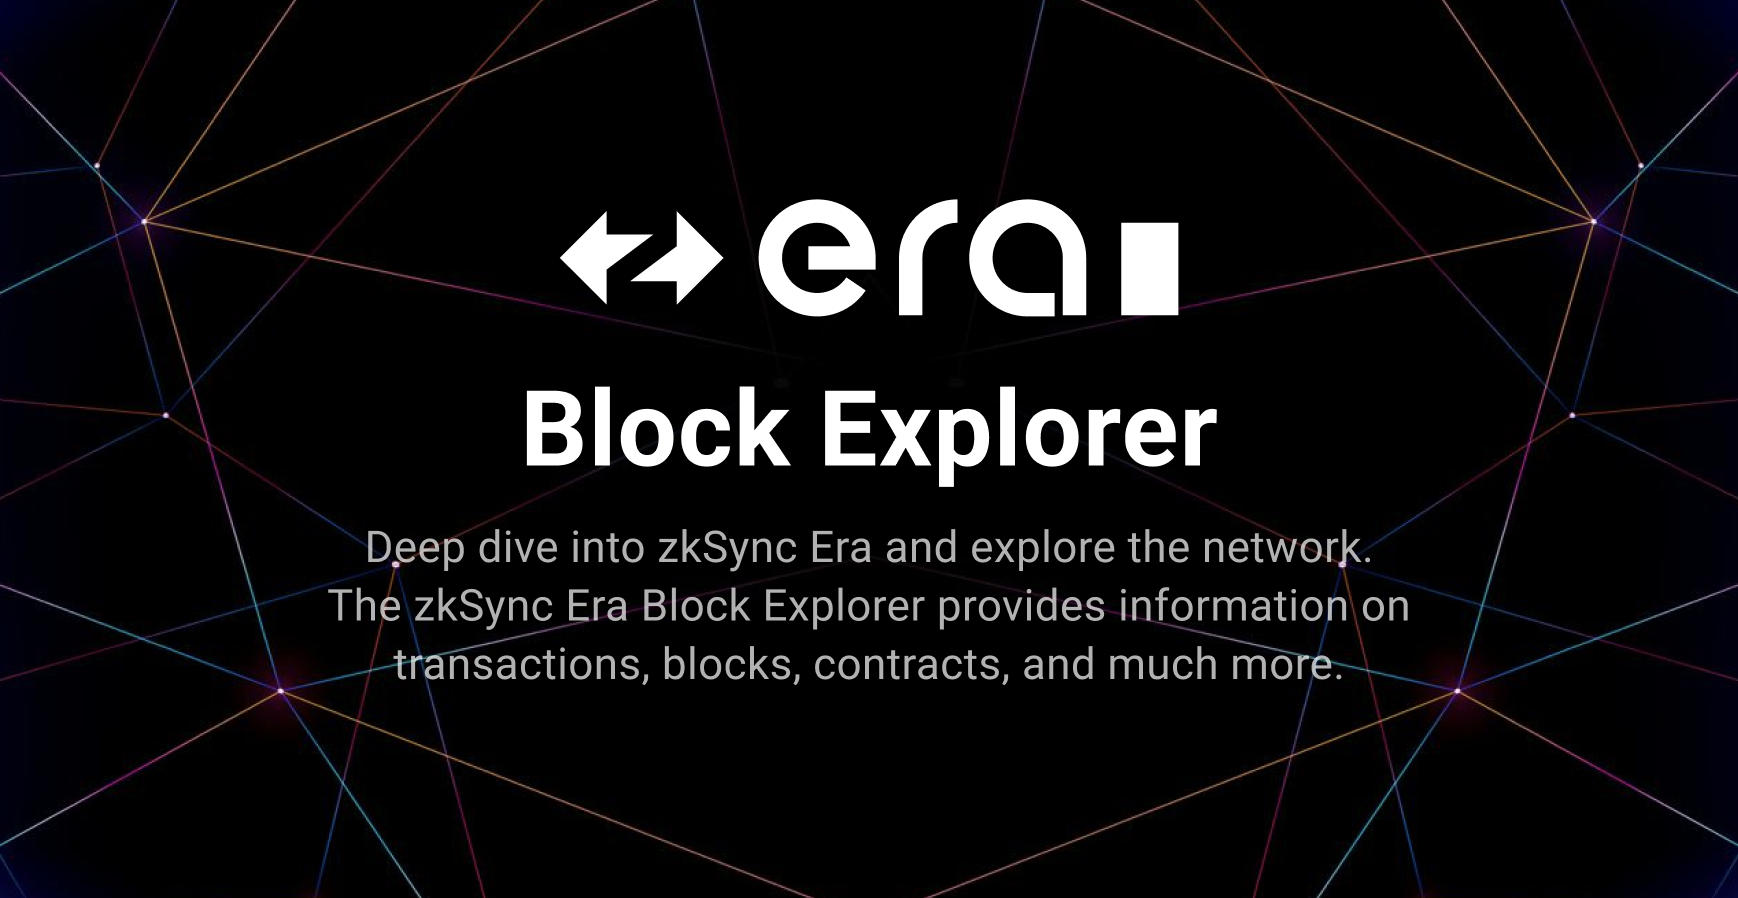 era
Block Explorer
Deep dive into zkSync Era and explore the network.
The zkSync Era Block Explorer provides information on
transactions, blocks, contracts, and much more.